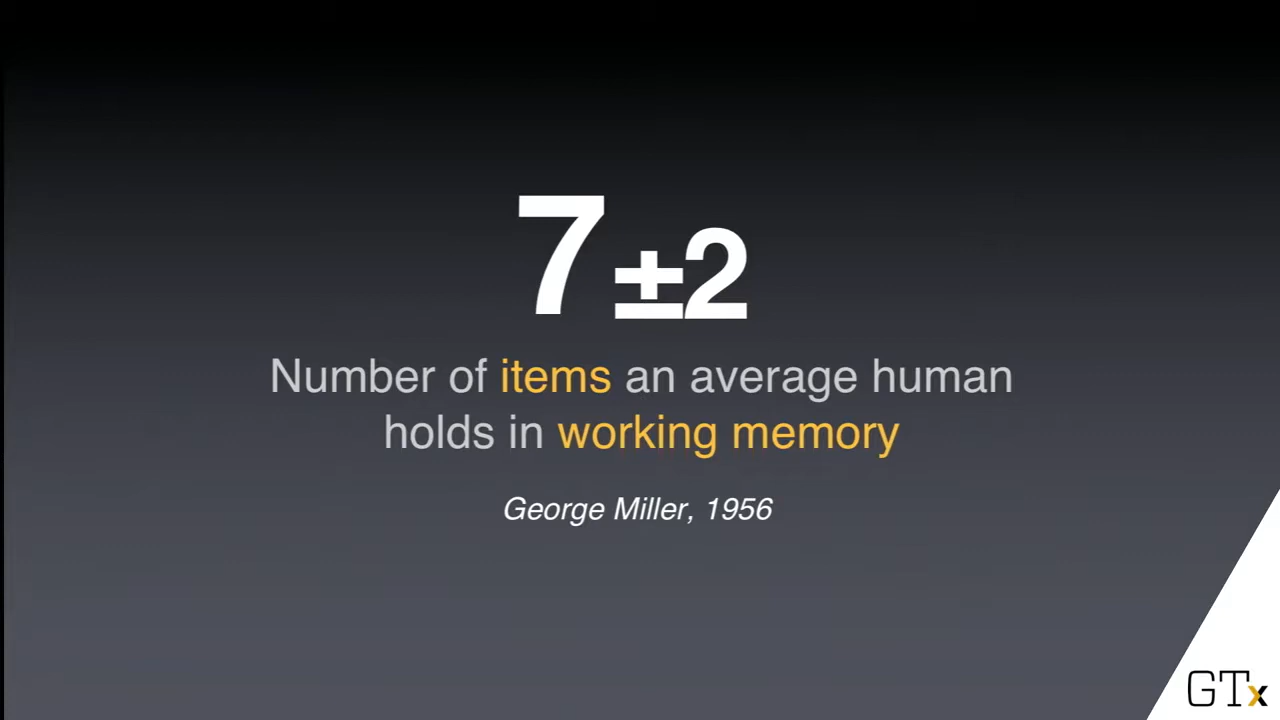 7±2
Number of items an average human
holds in working memory
George Miller, 1956
GTx